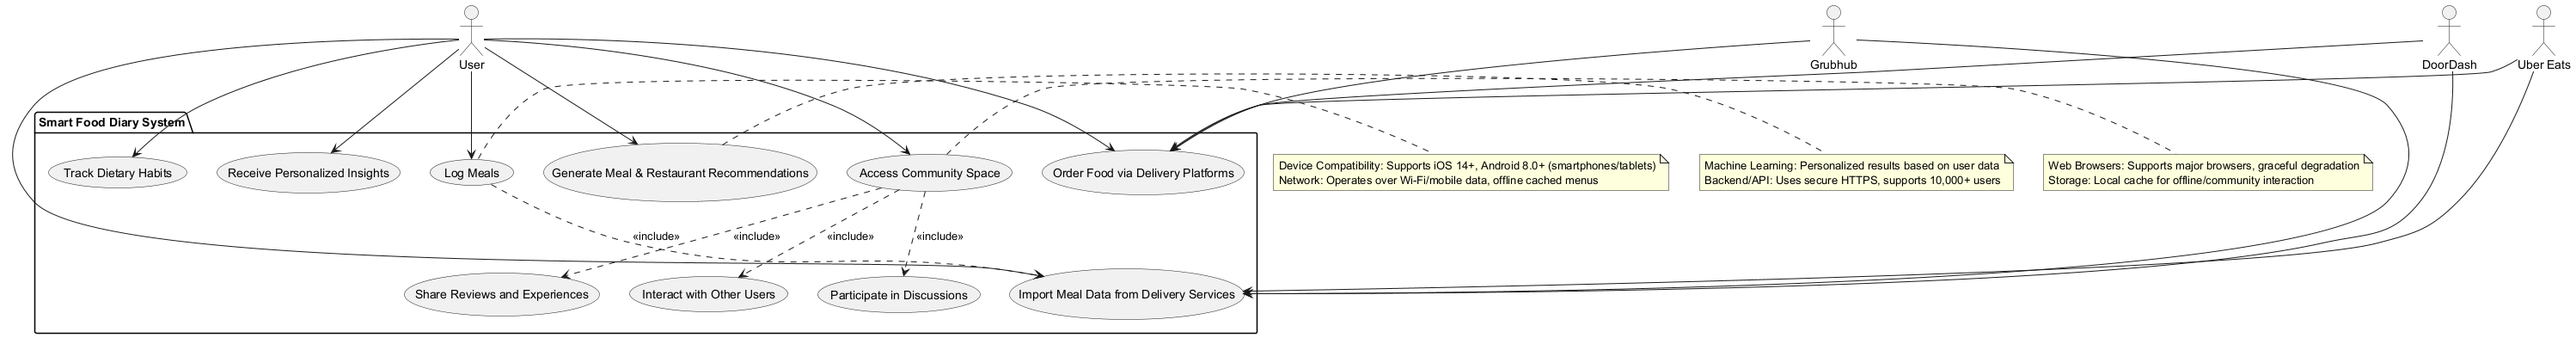 User
Grubhub
DoorDash
Uber Eats
Smart Food Diary System
Track Dietary Habits
Receive Personalized Insights
Log Meals
Generate Meal & Restaurant Recommendations
Access Community Space
Order Food via Delivery Platforms
Device Compatibility: Supports iOS 14+, Android 8.0+ (smartphones/tablets)
Network: Operates over Wi-Fi/mobile data, offline cached menus
Machine Learning: Personalized results based on user data
Backend/API: Uses secure HTTPS, supports 10,000+ users
Web Browsers: Supports major browsers, graceful degradation
Storage: Local cache for offline/community interaction
«include»
«include»
«include»
«include»
Share Reviews and Experiences
Interact with Other Users
Participate in Discussions
Import Meal Data from Delivery Services